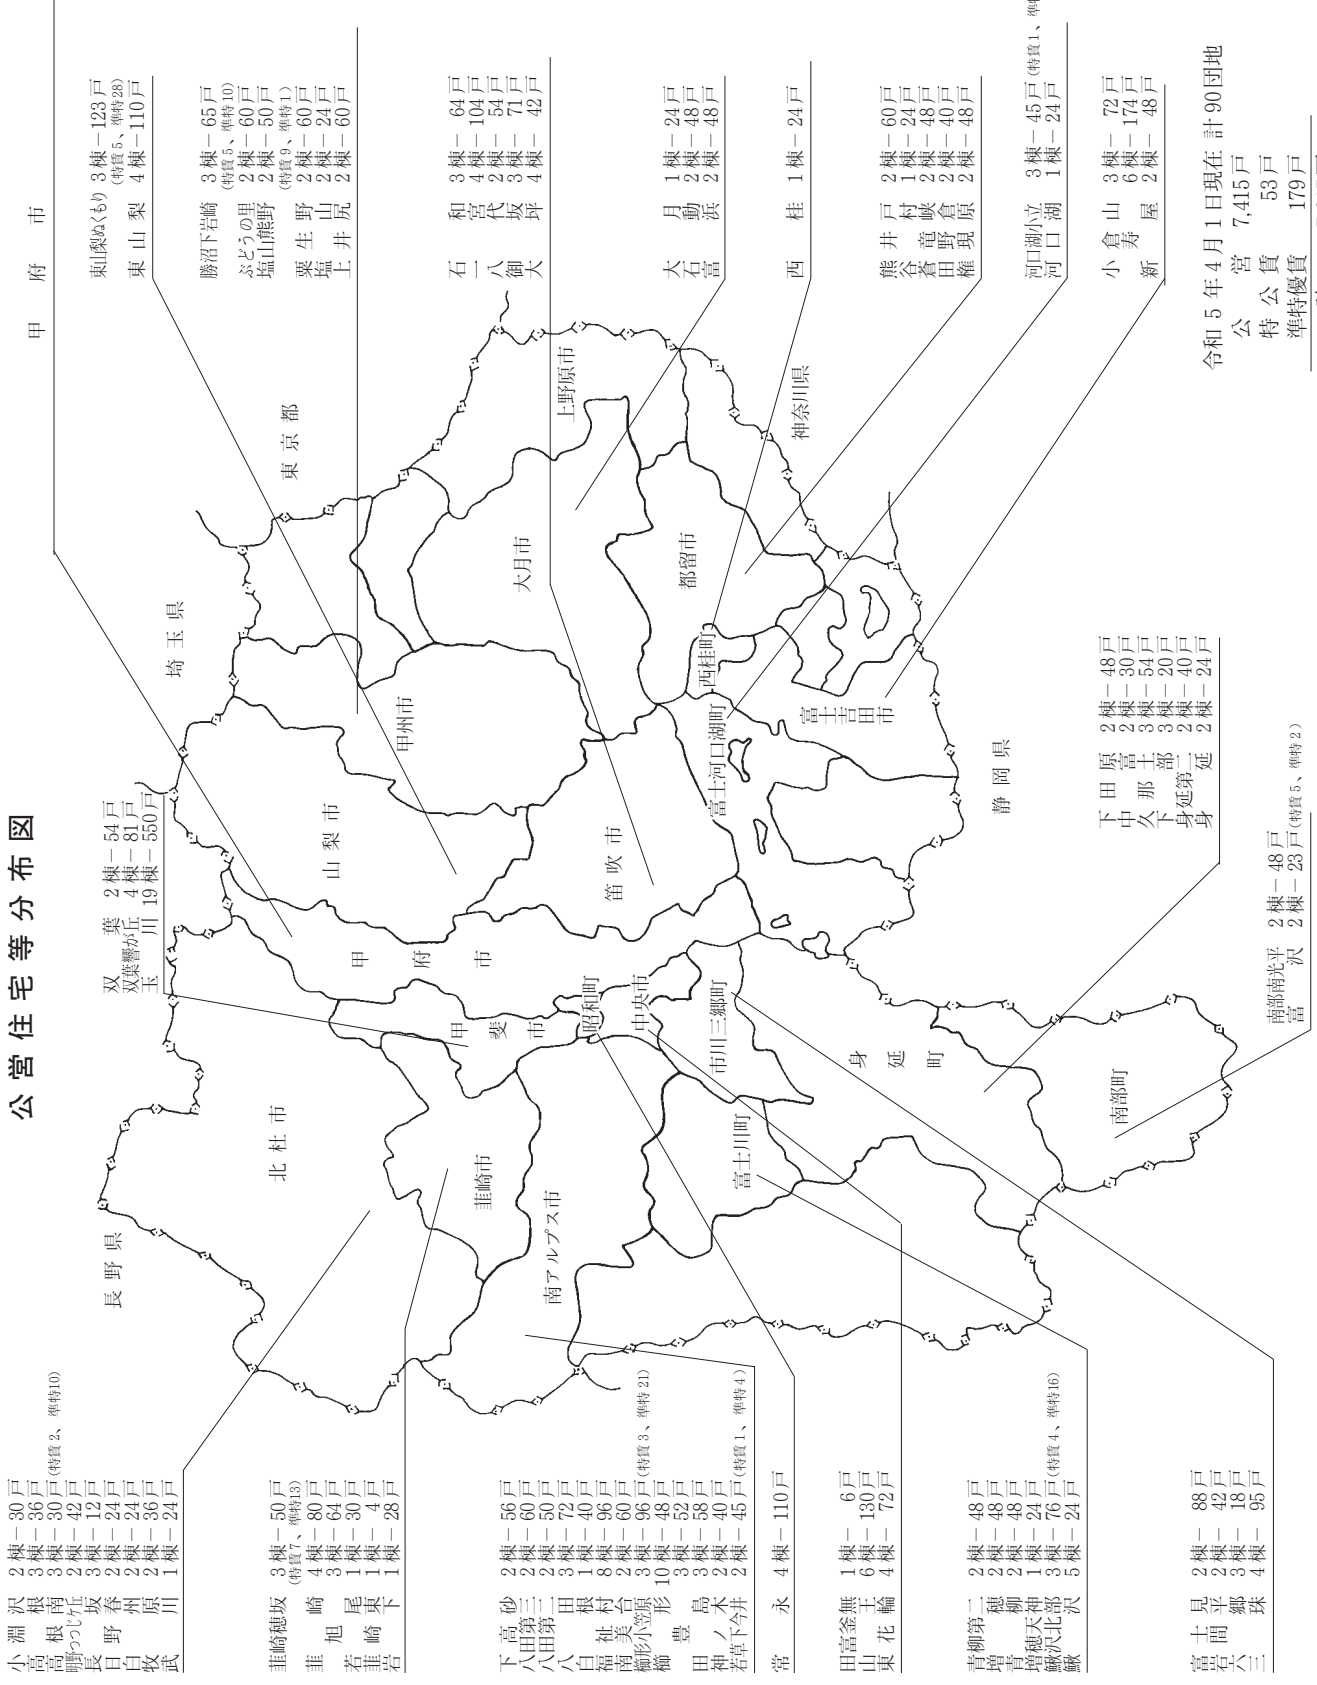 公営住宅等分布図
甲府市
小淵沢 2棟－30戸
高根 3棟－36戸
高根南 3棟－30戸(特賃2、準特10)
明野つつじヶ丘 2棟－42戸
長坂 3棟－12戸
日野春 2棟－24戸
白州 2棟－24戸
牧原 2棟－36戸
武川 1棟－24戸
韮崎穂坂 3棟－50戸
(特賃7、準特13)
韮崎 4棟－80戸
旭 3棟－64戸
若尾 1棟－30戸
韮崎東 1棟－4戸
岩下 1棟－28戸
下高砂 2棟－56戸
八田第三 2棟－60戸
八田第二 2棟－50戸
八田 3棟－72戸
白根 1棟－40戸
福祉村 8棟－96戸
南美台 2棟－60戸
櫛形小笠原 3棟－96戸(特賃3、準特21)
櫛形 10棟－48戸
豊 3棟－52戸
田島 3棟－58戸
神ノ木 2棟－40戸
若草下今井 2棟－45戸(特賃1、準特4)
常永 4棟－110戸
田富釜無 1棟－6戸
山王 6棟－130戸
東花輪 4棟－72戸
青柳第二 2棟－48戸
増穂 2棟－48戸
青柳 2棟－48戸
増穂天神 1棟－24戸
鰍沢北部 3棟－76戸(特賃4、準特16)
鰍沢 5棟－24戸
富士見 2棟－88戸
岩間平 2棟－42戸
六郷 3棟－18戸
三珠 4棟－95戸
双葉 2棟－54戸
双葉響が丘 4棟－81戸
玉川 19棟－550戸
長野県
埼玉県
東京都
神奈川県
静岡県
北杜市
韮崎市
南アルプス市
甲斐市
甲府市
昭和町
中央市
市川三郷町
富士川町
身延町
南部町
山梨市
甲州市
笛吹市
大月市
上野原市
都留市
西桂町
富士河口湖町
富士吉田市
東山梨ぬくもり 3棟－123戸
(特賃5、準特28)
東山梨 4棟－110戸
勝沼下岩崎 3棟－65戸
(特賃5、準特10)
ぶどうの里 2棟－60戸
塩山熊野 2棟－50戸
(特賃9、準特1)
粟生野 2棟－60戸
塩山 2棟－24戸
上井尻 2棟－60戸
石和 3棟－64戸
一宮 4棟－104戸
八代 2棟－54戸
御坂 3棟－71戸
大坪 4棟－42戸
大月 1棟－24戸
石動 2棟－48戸
富浜 2棟－48戸
西桂 1棟－24戸
熊井戸 2棟－60戸
谷村 1棟－24戸
蒼竜峡 2棟－48戸
田野倉 2棟－40戸
権現原 2棟－48戸
河口湖小立 3棟－45戸(特賃1、準
河口湖 1棟－24戸
小倉山 3棟－72戸
寿 6棟－174戸
新屋 2棟－48戸
下田原 2棟－48戸
中富 2棟－30戸
久那土 3棟－54戸
下部 3棟－20戸
身延第二 2棟－40戸
身延 2棟－24戸
南部南光平 2棟－48戸
富沢 2棟－23戸(特賃5、準特2)
令和5年4月1日現在 計90団地
公営 7,415戸
特公賃 53戸
準特優賃 179戸